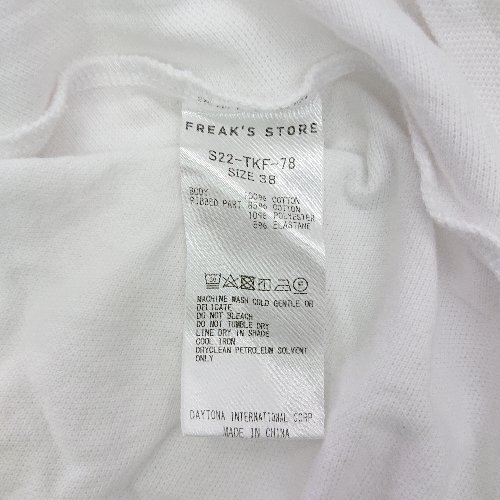 FREAK'S STORE
S22-TKF-78
SIZE 38
BODY 100% COTTON
RIBBED PART 85% COTTON
10% POLYESTER
5% ELASTANE
MACHINE WASH COLD GENTLE OR
DELICATE
DO NOT BLEACH
DO NOT TUMBLE DRY
LINE DRY IN SHADE
COOL IRON
DRYCLEAN PETROLEUM SOLVENT
ONLY
DAYTONA INTERNATIONAL CORP.
MADE IN CHINA